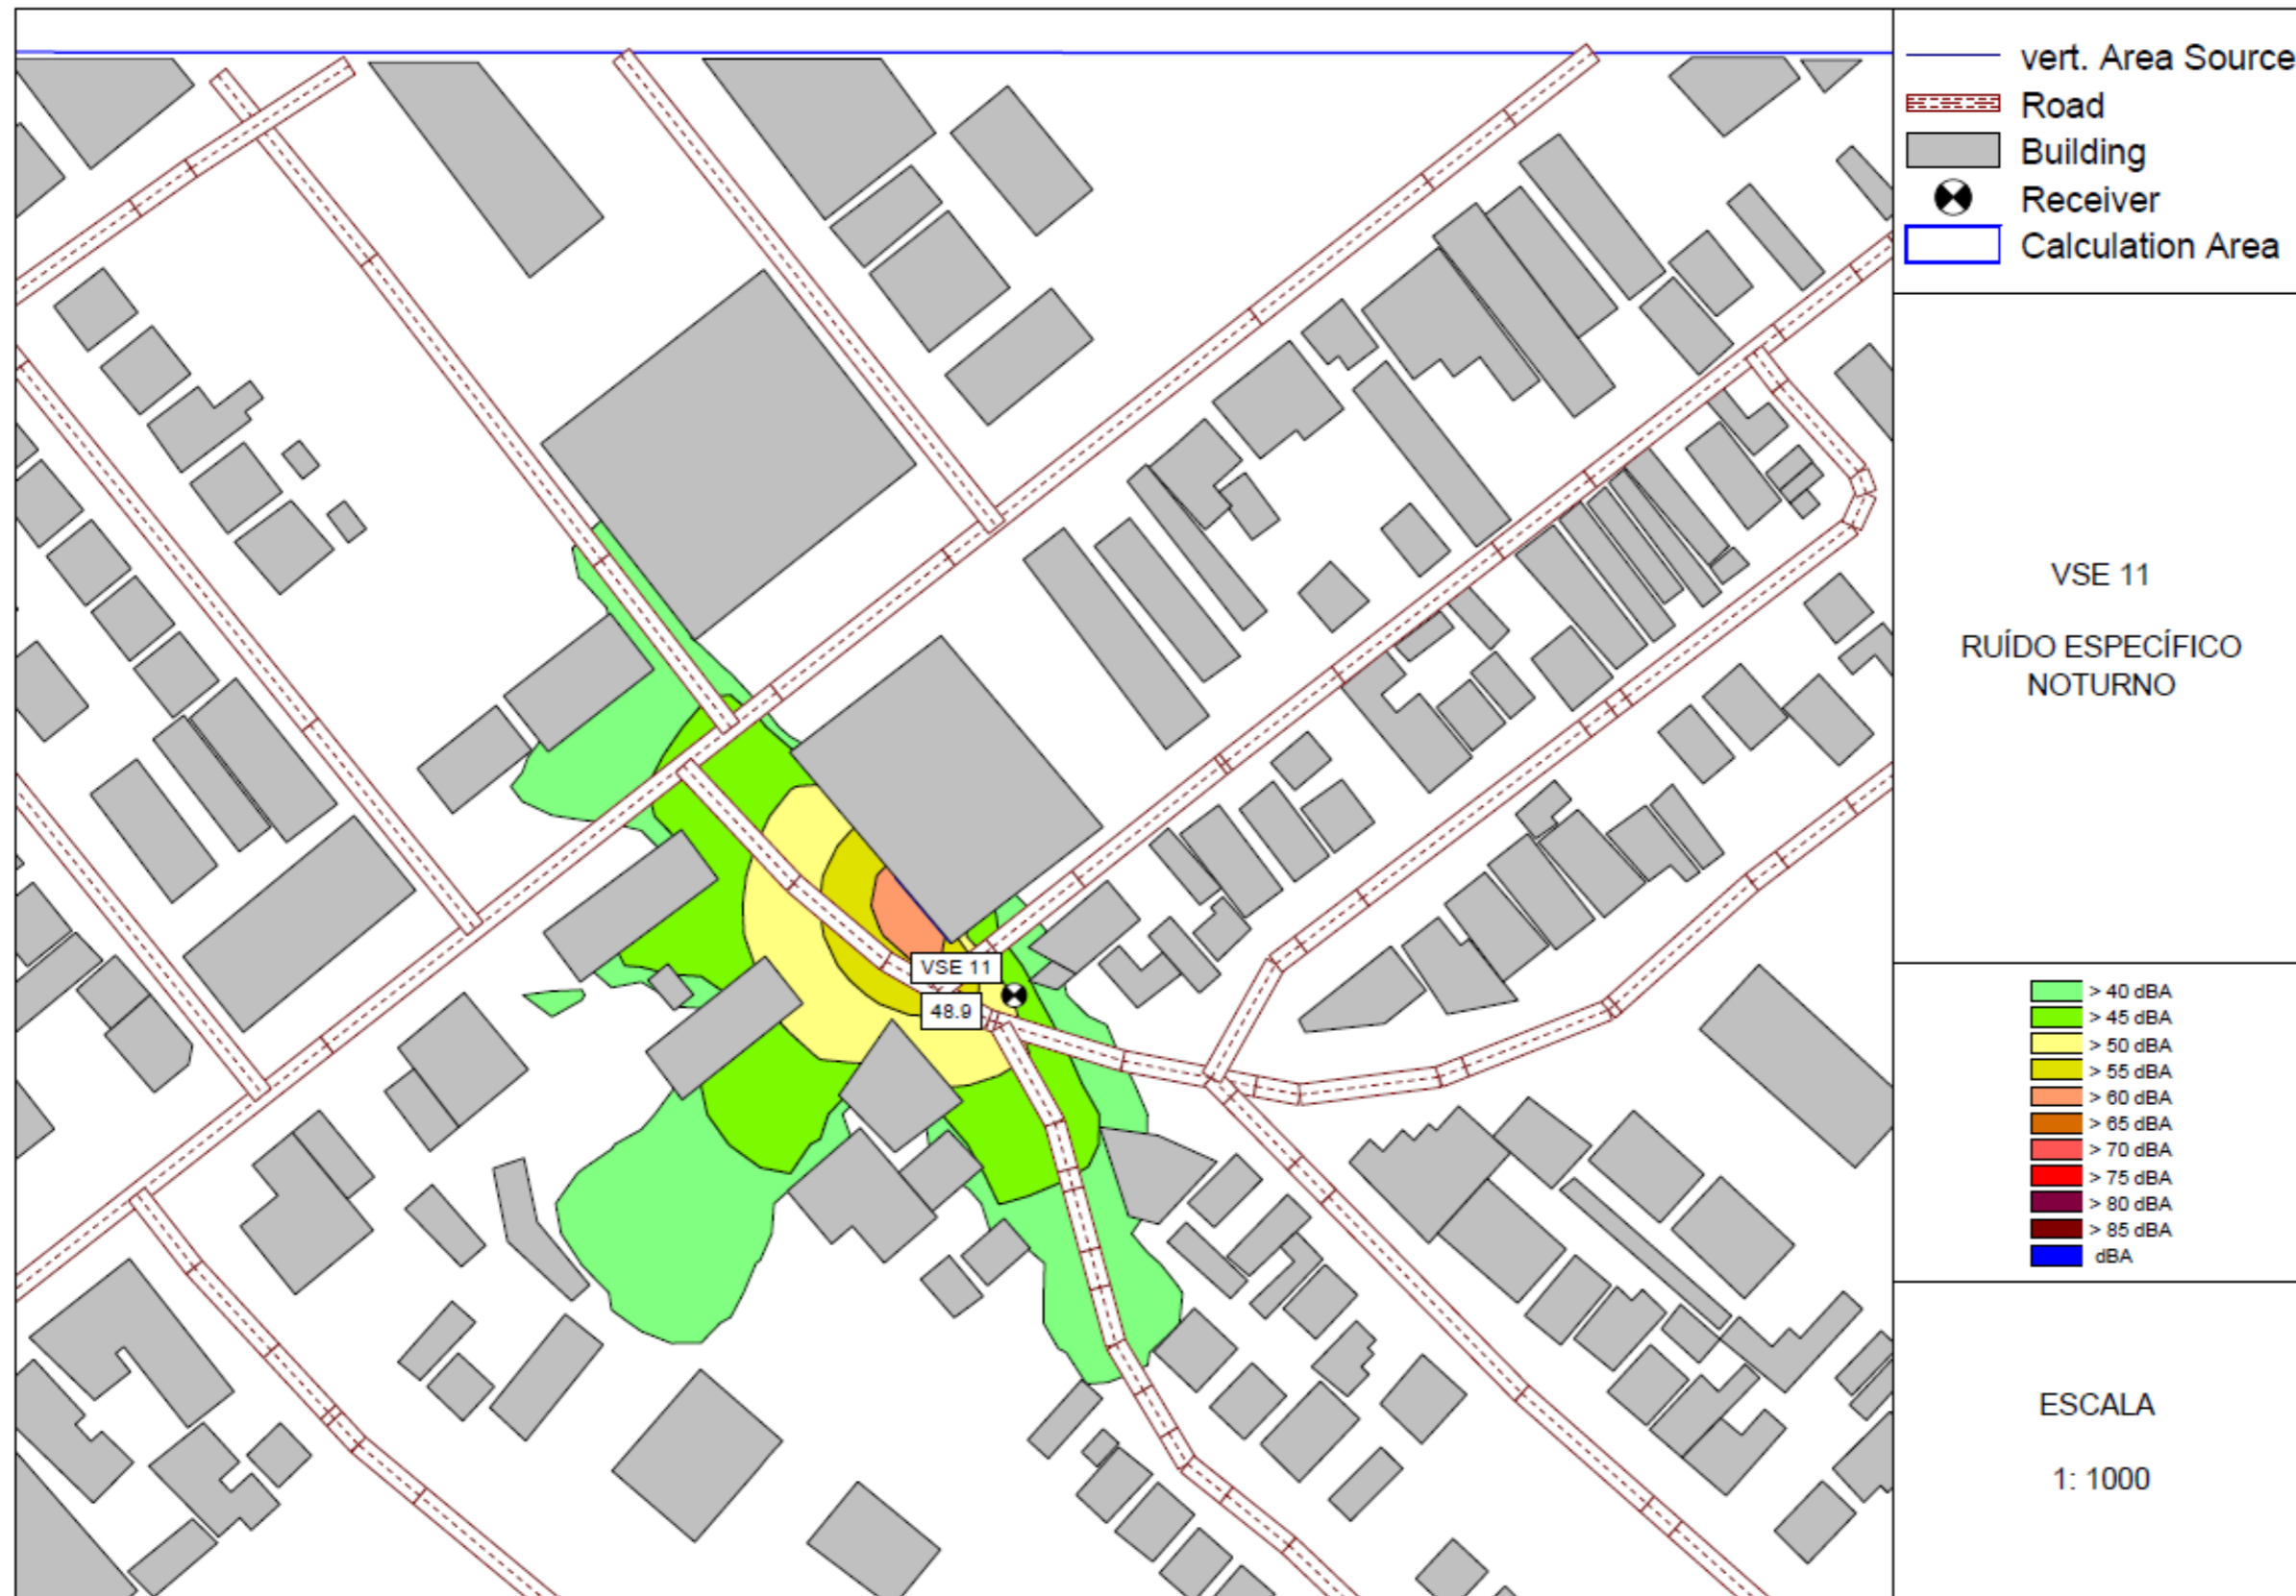 vert. Area Source
Road
Building
Receiver
Calculation Area
VSE 11
RUÍDO ESPECÍFICO
NOTURNO
> 40 dBA
> 45 dBA
> 50 dBA
> 55 dBA
> 60 dBA
> 65 dBA
> 70 dBA
> 75 dBA
> 80 dBA
> 85 dBA
dBA
ESCALA
1: 1000
VSE 11
48.9